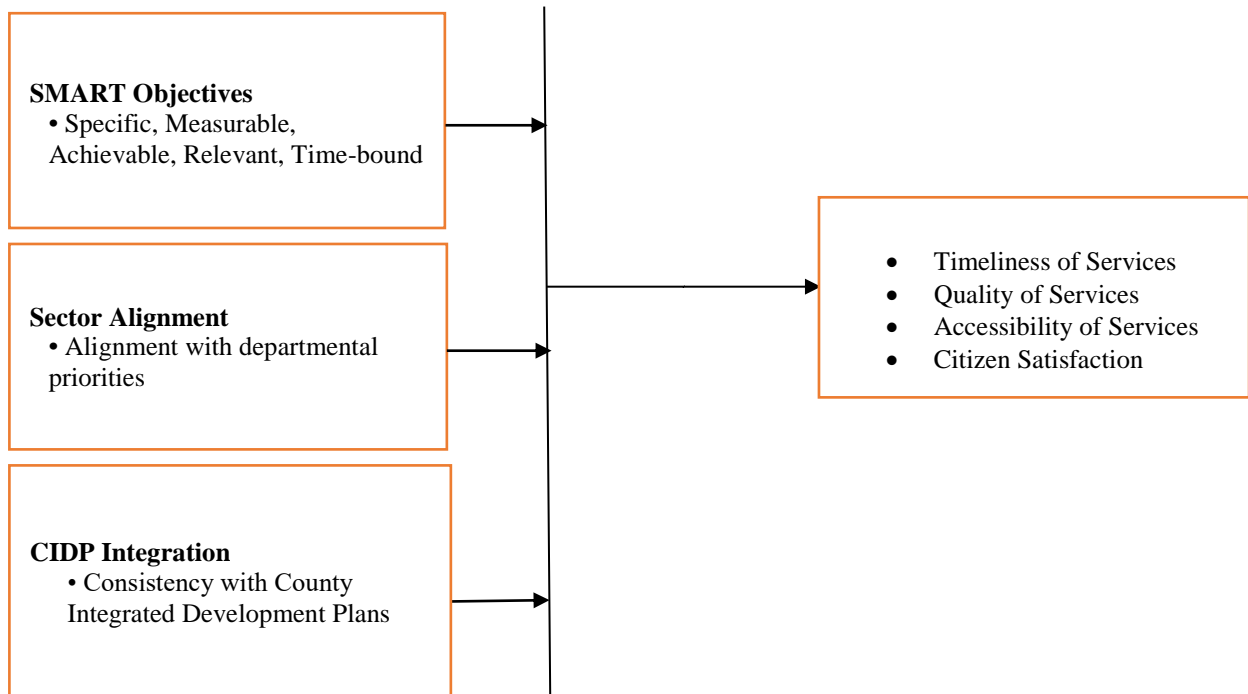 SMART Objectives
• Specific, Measurable,
Achievable, Relevant, Time-bound
Sector Alignment
• Alignment with departmental
priorities
CIDP Integration
• Consistency with County
Integrated Development Plans
• Timeliness of Services
• Quality of Services
• Accessibility of Services
• Citizen Satisfaction